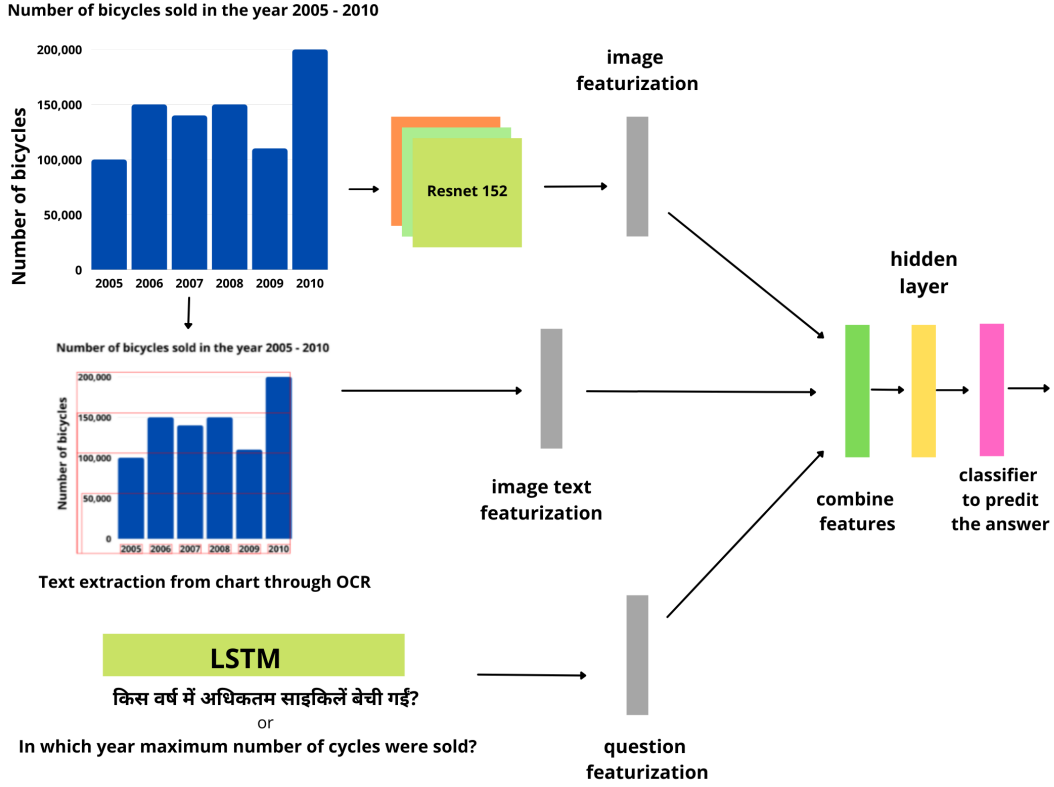 Number of bicycles sold in the year 2005 - 2010
Number of bicycles
200,000
150,000
100,000
50,000
0
2005 2006 2007 2008 2009 2010
Resnet 152
image
featurization
Number of bicycles sold in the year 2005 - 2010
Number of bicycles
200,000
150,000
100,000
50,000
0
2005 2006 2007 2008 2009 2010
Text extraction from chart through OCR
image text
featurization
LSTM
किस वर्ष में अधिकतम साइकिलें बेची गईं?
or
In which year maximum number of cycles were sold?
question
featurization
hidden
layer
combine
features
classifier
to predit
the answer